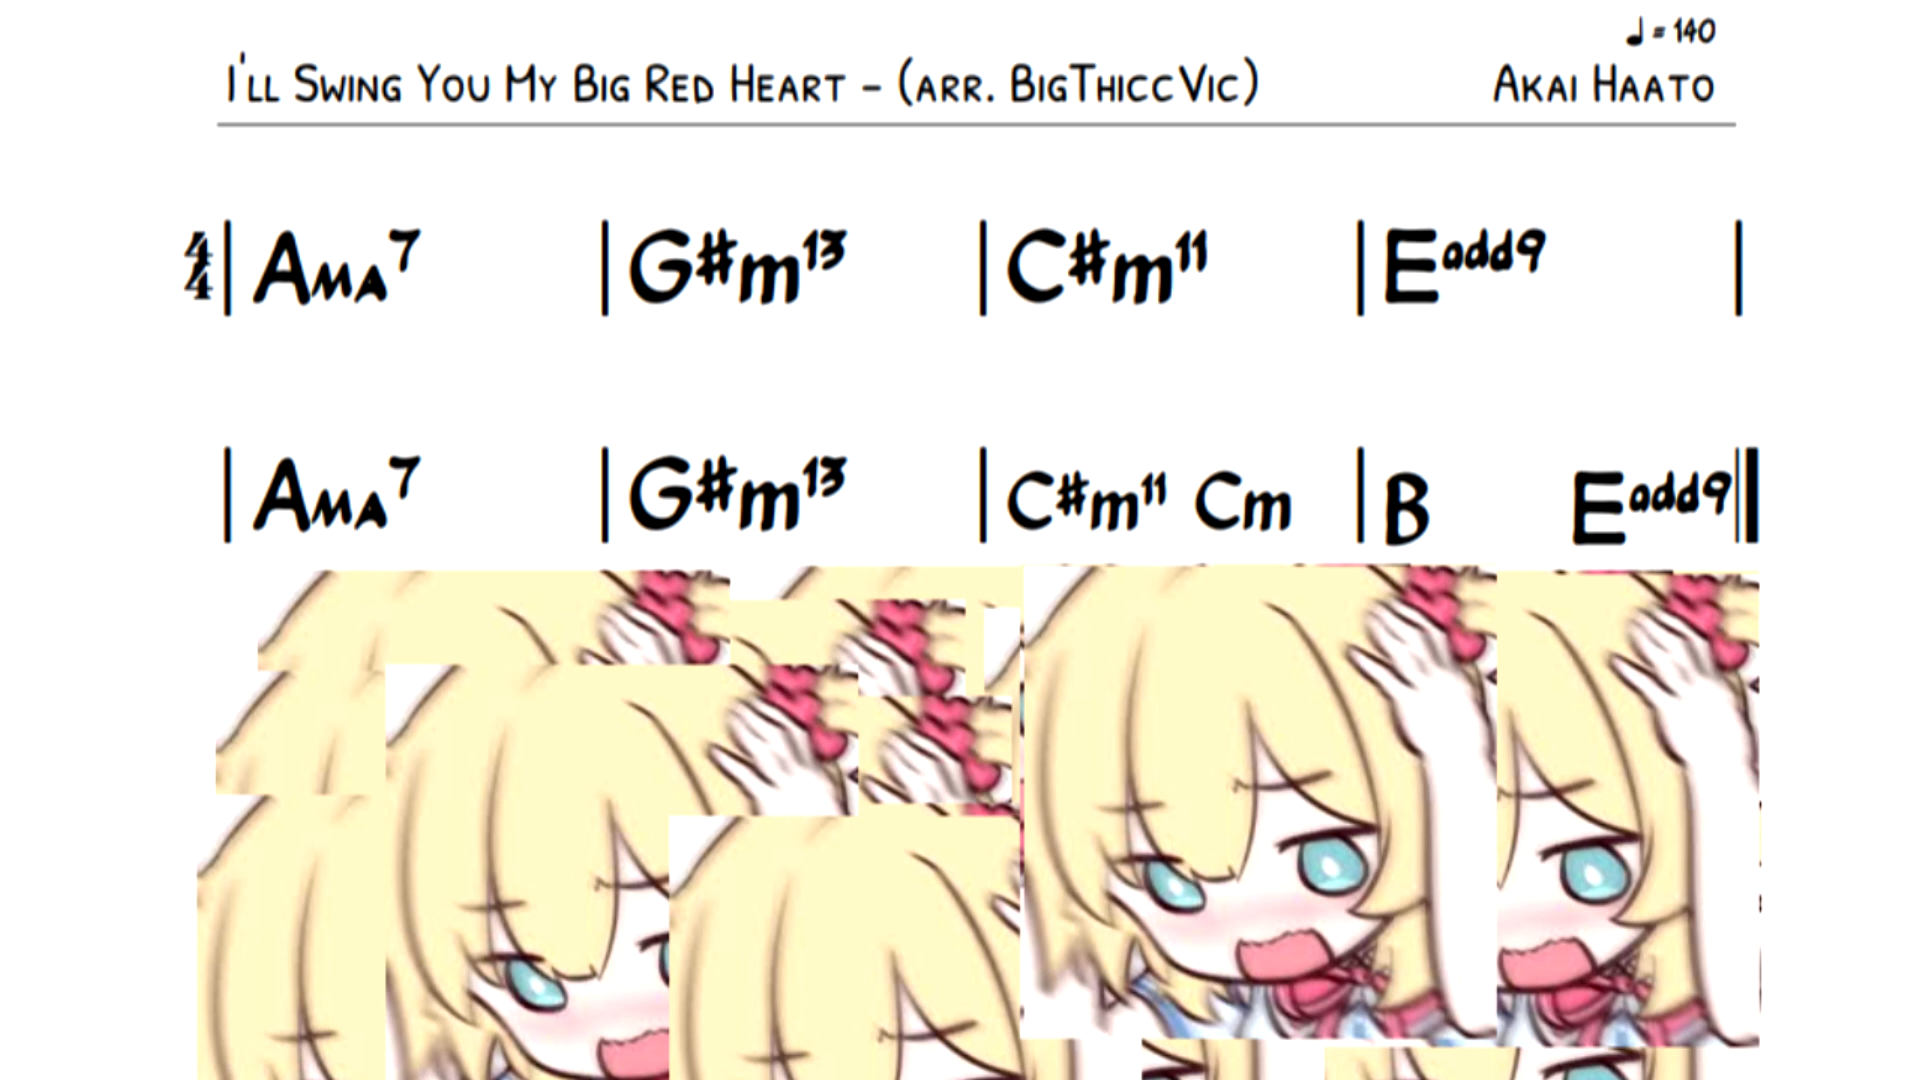 ♩ = 140
I'll Swing You My Big Red Heart – (arr. BigThiccVic) Akai Haato
4/4 | Ama7 | G#m13 | C#m11 | Eadd9 |
| Ama7 | G#m13 | C#m11 Cm | B Eadd9 ||